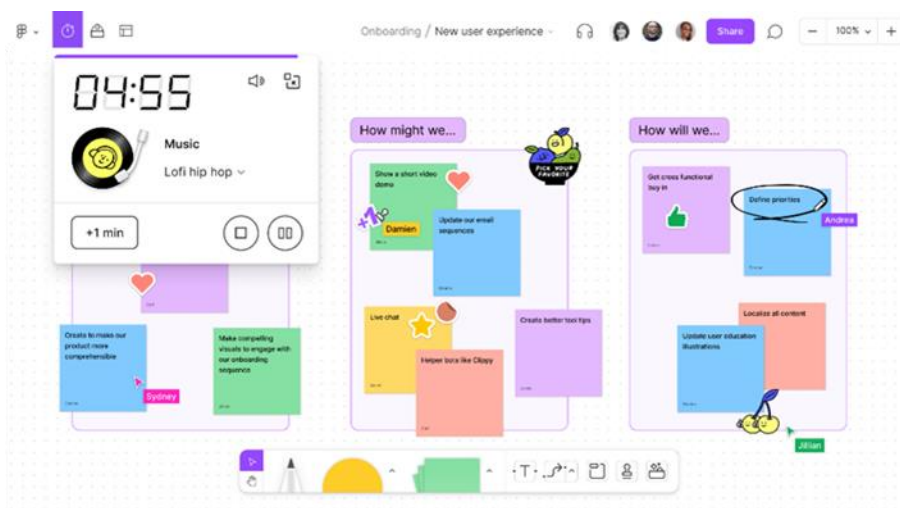 Onboarding / New user experience
Share
100%
04:55
Music
Lofi hip hop
+1 min
How might we...
How will we...
PICK YOUR
FAVORITE
Show a short video
demo
+1
Damien
Update our email
sequences
Get cross functional
buy in
Define priorities
Andrea
Live chat
Create better tool tips
Helper bots like Clippy
Localize all content
Update user education
illustrations
Create to make our
product more
comprehensible
Sydney
Make compelling
visuals to engage with
our onboarding
sequence
Jillian
T